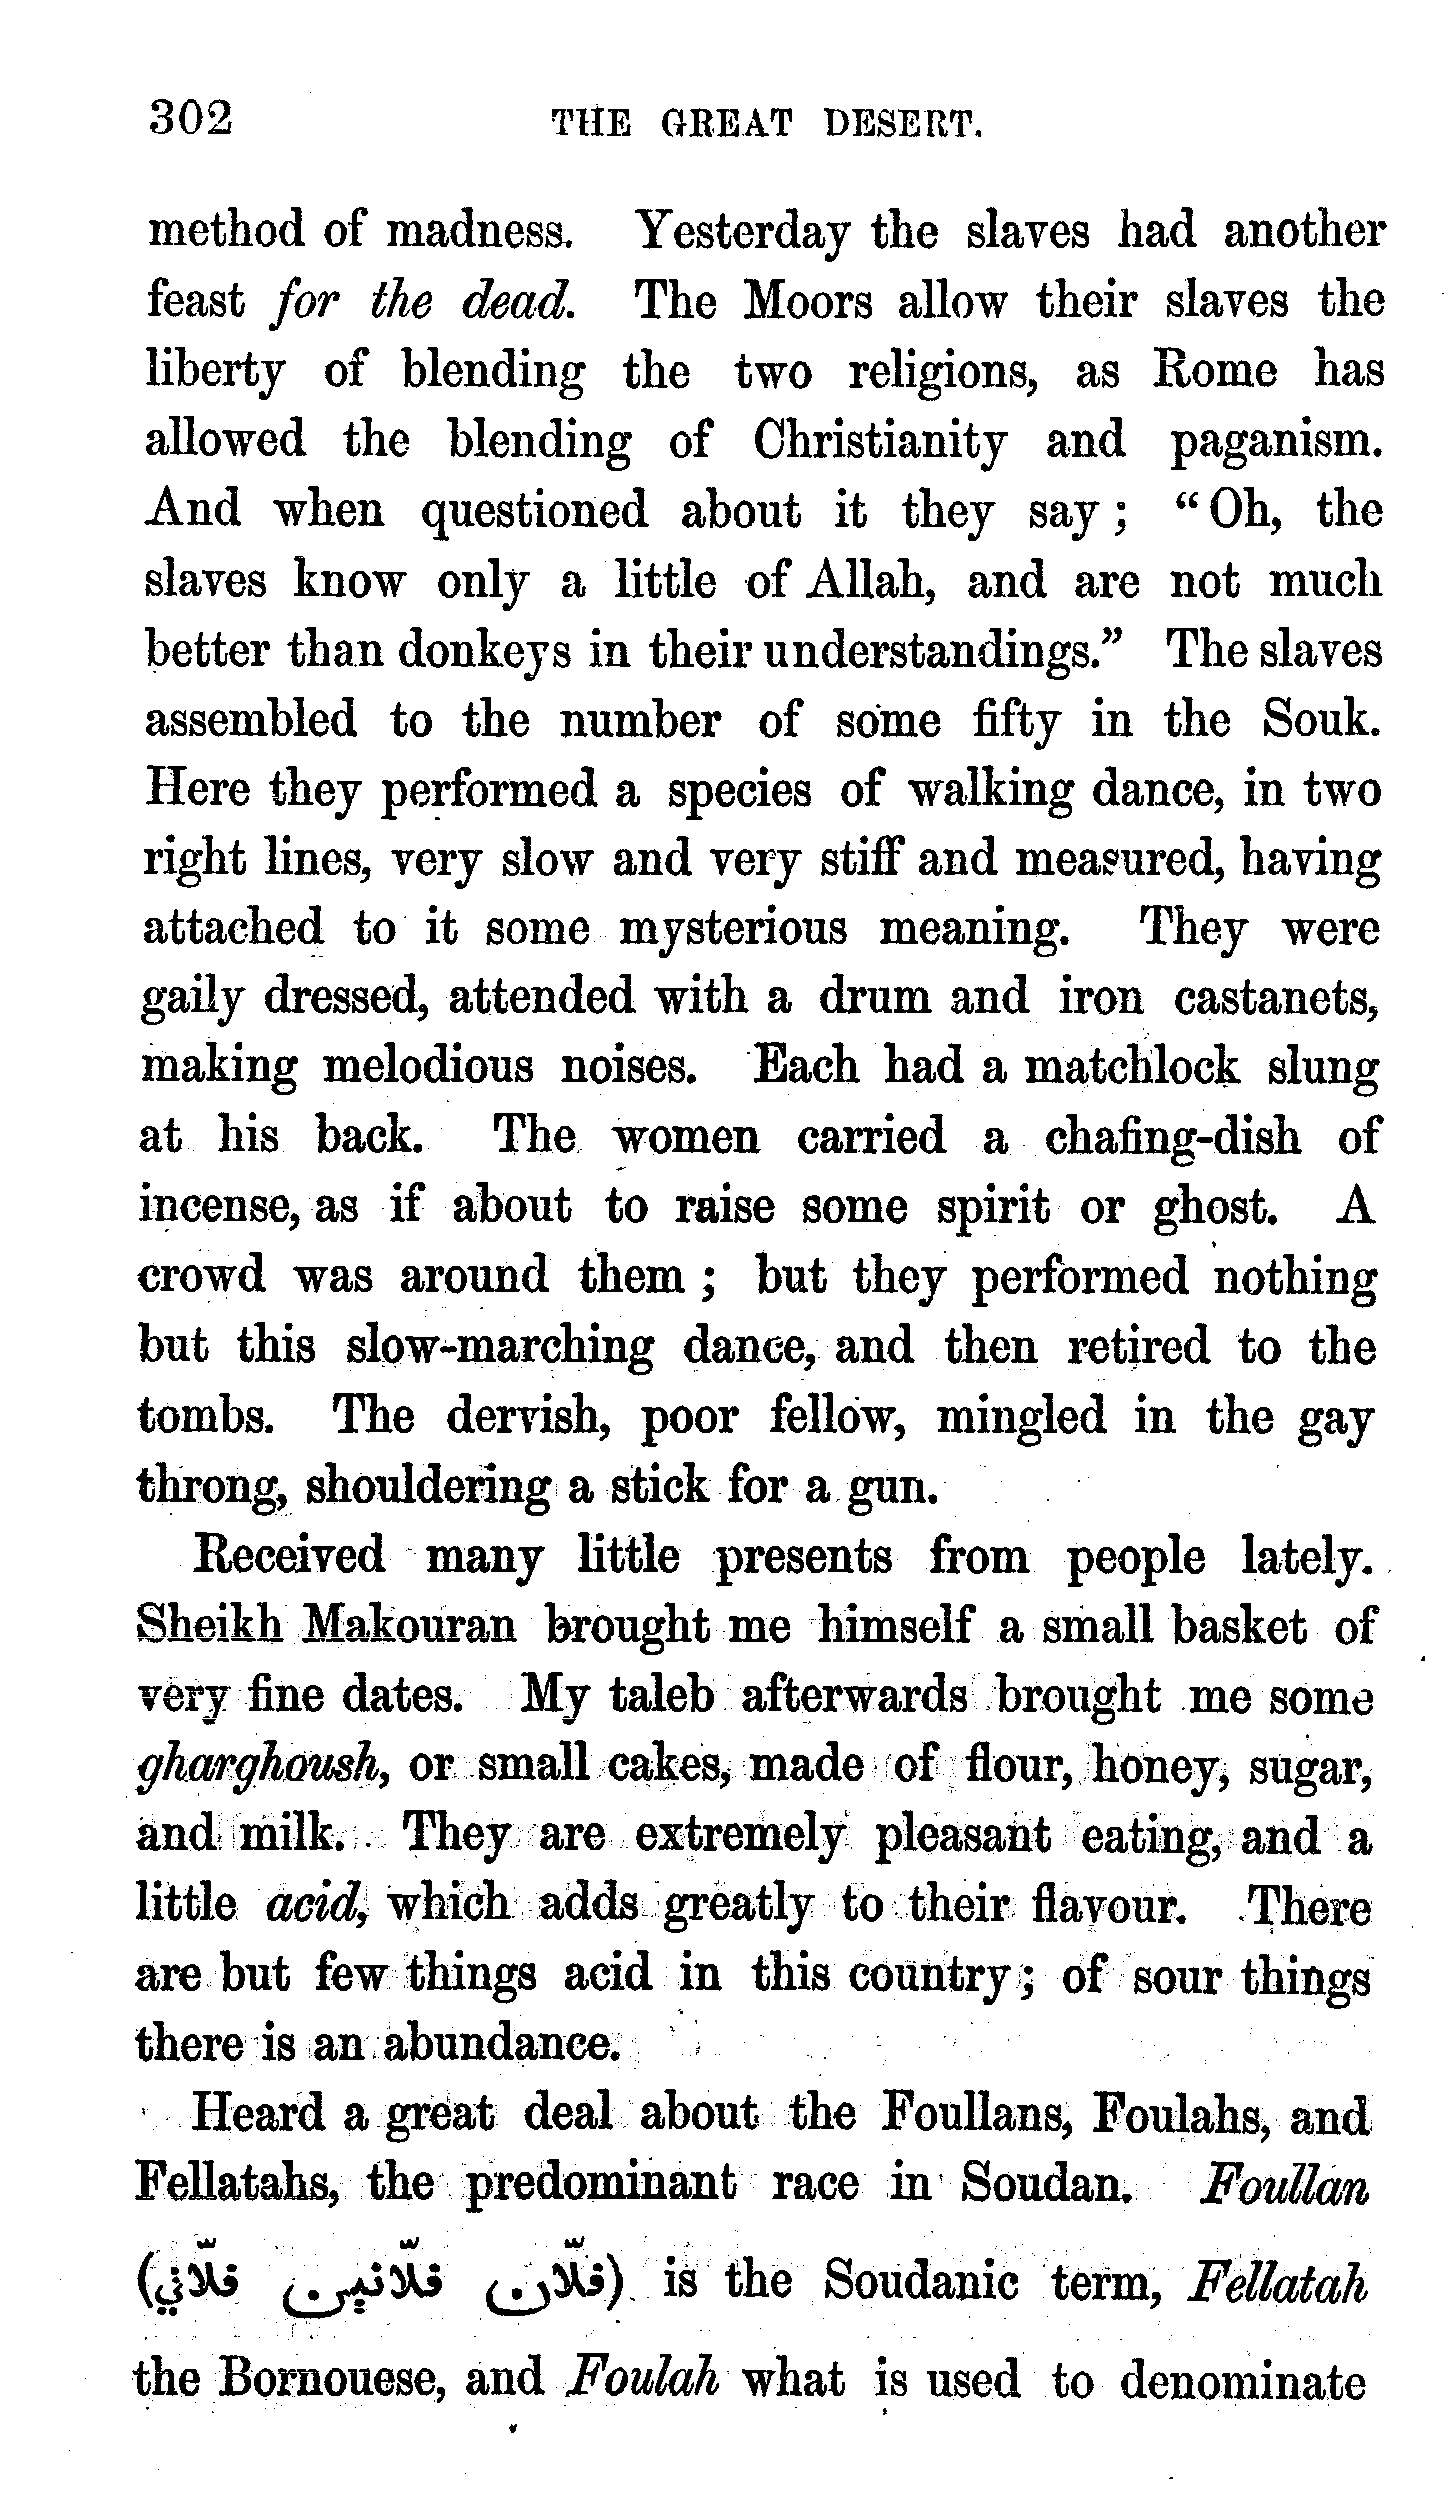 302 THE GREAT DESERT.
method of madness. Yesterday the slaves had another
feast for the dead. The Moors allow their slaves the
liberty of blending the two religions, as Rome has
allowed the blending of Christianity and paganism.
And when questioned about it they say ; “ Oh, the
slaves know only a little of Allah, and are not much
better than donkeys in their understandings.” The slaves
assembled to the number of some fifty in the Souk.
Here they performed a species of walking dance, in two
right lines, very slow and very stiff and measured, having
attached to it some mysterious meaning. They were
gaily dressed, attended with a drum and iron castanets,
making melodious noises. Each had a matchlock slung
at his back. The women carried a chafing-dish of
incense, as if about to raise some spirit or ghost. A
crowd was around them ; but they performed nothing
but this slow-marching dance, and then retired to the
tombs. The dervish, poor fellow, mingled in the gay
throng, shouldering a stick for a gun.
Received many little presents from people lately.
Sheikh Makouran brought me himself a small basket of
very fine dates. My taleb afterwards brought me some
gharghoush, or small cakes, made of flour, honey, sugar,
and milk. They are extremely pleasant eating, and a
little acid, which adds greatly to their flavour. There
are but few things acid in this country ; of sour things
there is an abundance.
Heard a great deal about the Foullans, Foulahs, and
Fellatahs, the predominant race in Soudan. Foullan
(فلّان فلّانيين فلّاني) is the Soudanic term, Fellatah
the Bornouese, and Foulah what is used to denominate